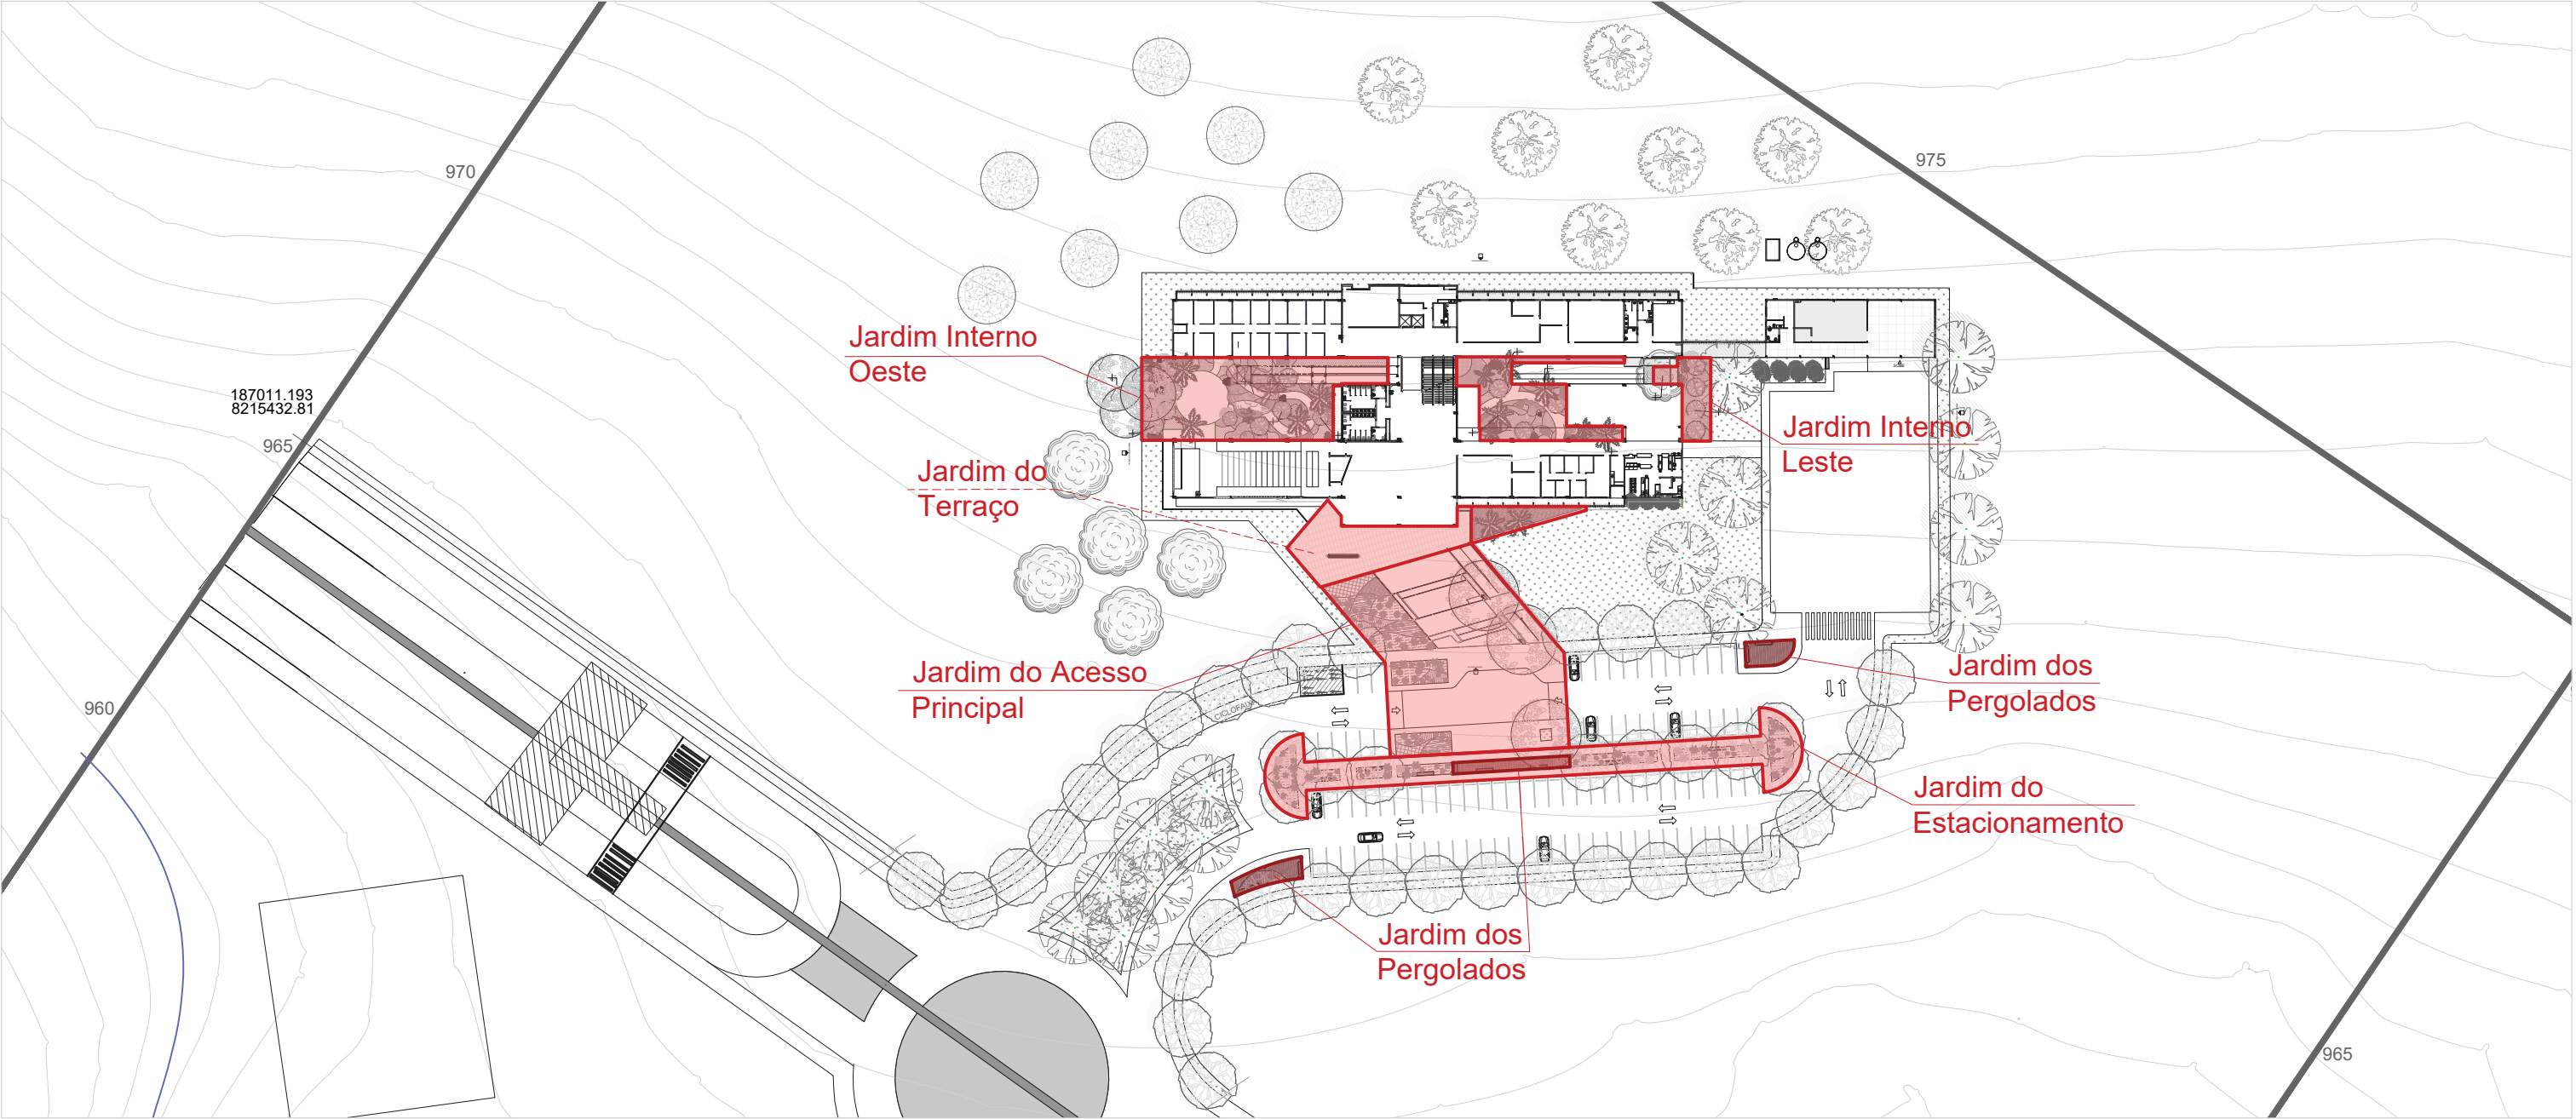 975
970
Jardim Interno
Oeste
187011.193
8215432.81
965
Jardim Interno
Leste
Jardim do
Terraço
Jardim do Acesso
Principal
Jardim dos
Pergolados
960
CICLOFAIXA
Jardim do
Estacionamento
Jardim dos
Pergolados
965